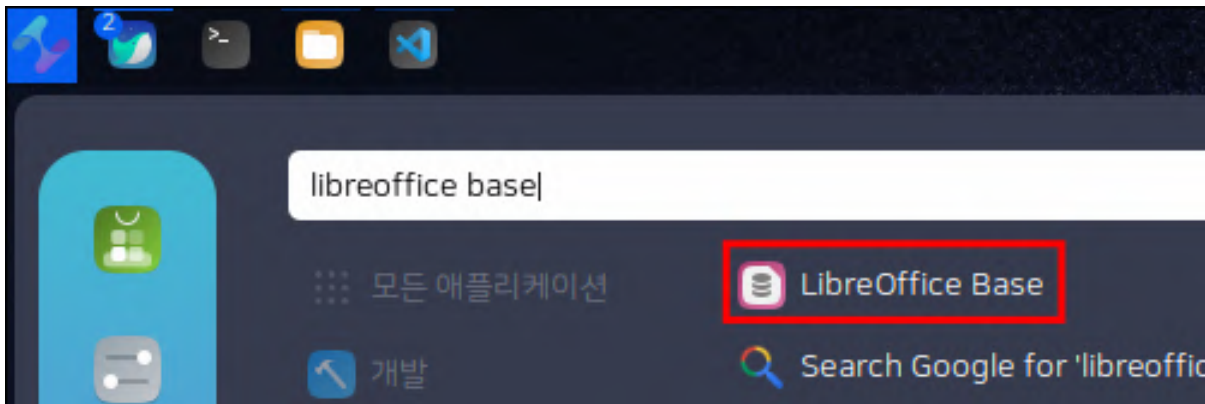 2
>_
libreoffice base
모든 애플리케이션
LibreOffice Base
개발
Search Google for 'libreoffic